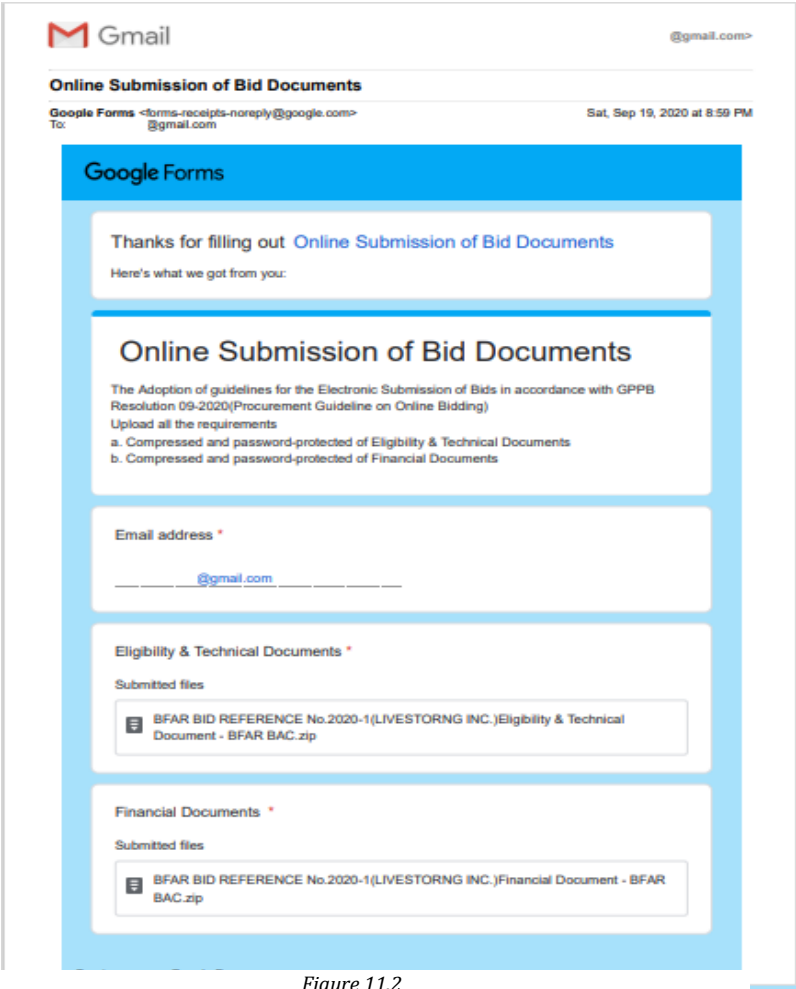 Gmail
@gmail.com>
Online Submission of Bid Documents
Google Forms <forms-receipts-noreply@google.com>
Sat, Sep 19, 2020 at 8:59 PM
To: @gmail.com
Google Forms
Thanks for filling out Online Submission of Bid Documents
Here's what we got from you:
Online Submission of Bid Documents
The Adoption of guidelines for the Electronic Submission of Bids in accordance with GPPB
Resolution 09-2020(Procurement Guideline on Online Bidding)
Upload all the requirements
a. Compressed and password-protected of Eligibility & Technical Documents
b. Compressed and password-protected of Financial Documents
Email address *
@gmail.com
Eligibility & Technical Documents *
Submitted files
BFAR BID REFERENCE No.2020-1(LIVESTORNG INC.)Eligibility & Technical
Document - BFAR BAC.zip
Financial Documents *
Submitted files
BFAR BID REFERENCE No.2020-1(LIVESTORNG INC.)Financial Document - BFAR
BAC.zip
Figure 11.2